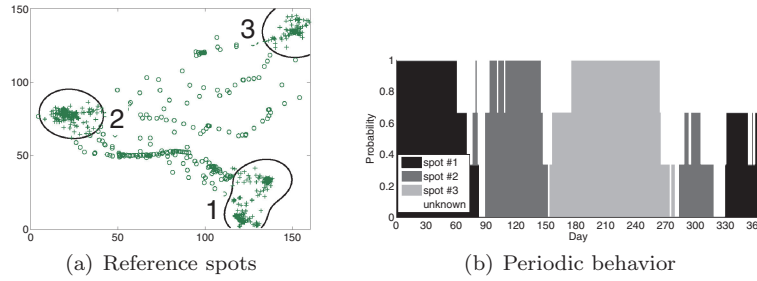 150
100
50
0
0
50
100
150
3
2
1
(a) Reference spots
Probability
1
0.8
0.6
0.4
0.2
0
spot #1
spot #2
spot #3
unknown
0 30 60 90 120 150 180 210 240 270 300 330 360
Day
(b) Periodic behavior